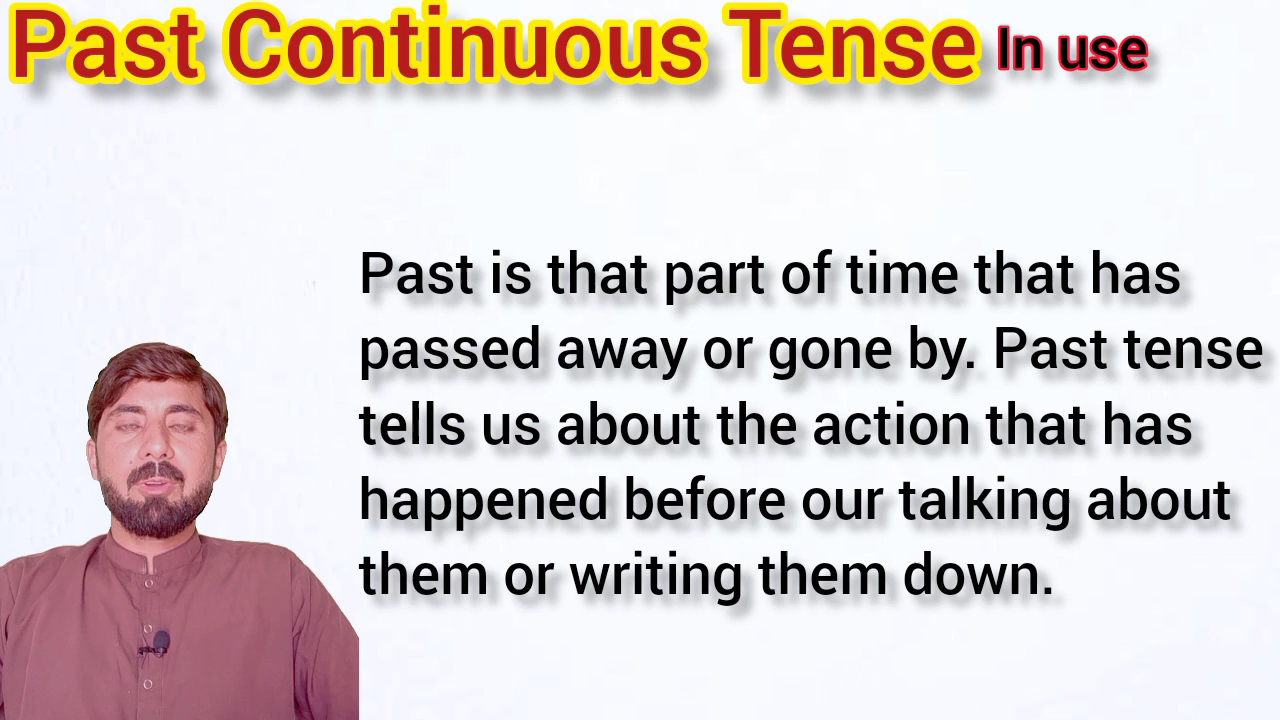 Past Continuous Tense In use
Past is that part of time that has
passed away or gone by. Past tense
tells us about the action that has
happened before our talking about
them or writing them down.